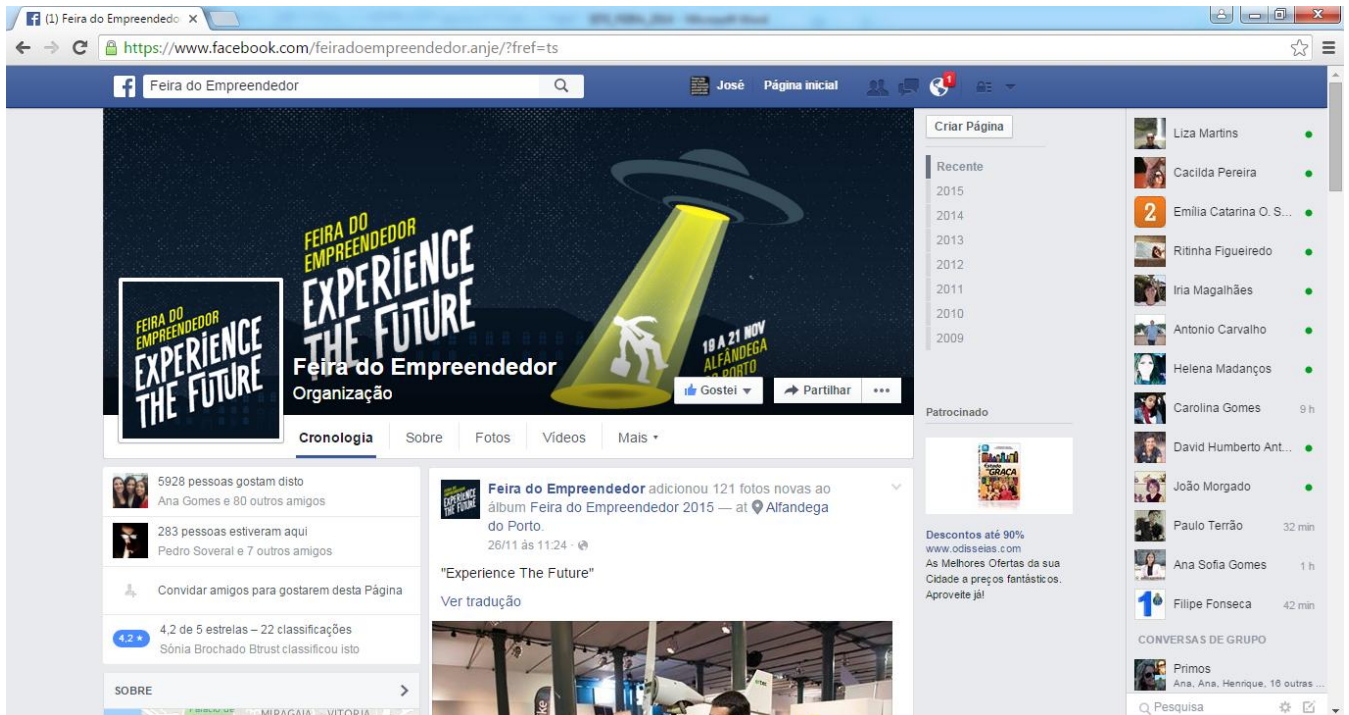 (1) Feira do Empreendedo
https://www.facebook.com/feiradoempreendedor.anje/?fref=ts
Feira do Empreendedor
José Página inicial
1
FEIRA DO
EMPREENDEDOR
EXPERIENCE
THE FUTURE
19 A 21 NOV
ALFÂNDEGA
DO PORTO
FEIRA DO
EMPREENDEDOR
EXPERIENCE
THE FUTURE
Feira do Empreendedor
Organização
Gostei
Partilhar
Cronologia Sobre Fotos Vídeos Mais
5928 pessoas gostam disto
Ana Gomes e 80 outros amigos
283 pessoas estiveram aqui
Pedro Soveral e 7 outros amigos
Convidar amigos para gostarem desta Página
4,2 ★
4,2 de 5 estrelas – 22 classificações
Sónia Brochado Btrust classificou isto
SOBRE
MIRAGAIA VITÓRIA
Feira do Empreendedor adicionou 121 fotos novas ao
álbum Feira do Empreendedor 2015 — at Alfandega
do Porto.
26/11 às 11:24 ·
"Experience The Future"
Ver tradução
Criar Página
Recente
2015
2014
2013
2012
2011
2010
2009
Patrocinado
Estado
de GRAÇA
Descontos até 90%
www.odisseias.com
As Melhores Ofertas da sua
Cidade a preços fantásticos.
Aproveite já!
Liza Martins
Cacilda Pereira
2
Emília Catarina O. S...
Ritinha Figueiredo
Iria Magalhães
Antonio Carvalho
Helena Madanços
Carolina Gomes 9 h
David Humberto Ant...
João Morgado
Paulo Terrão 32 min
Ana Sofia Gomes 1 h
1º
Filipe Fonseca 42 min
CONVERSAS DE GRUPO
Primos
Ana, Ana, Henrique, 16 outras ...
Pesquisa